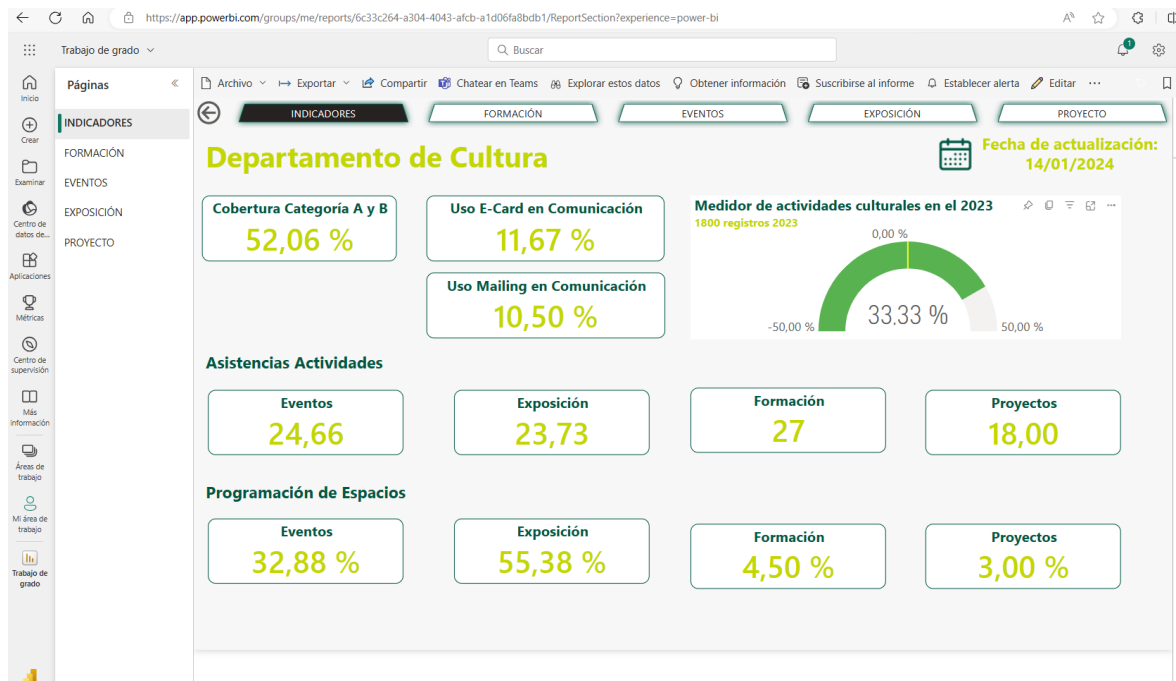 https://app.powerbi.com/groups/me/reports/6c33c264-a304-4043-afcb-a1d06fa8bdb1/ReportSection?experience=power-bi
Trabajo de grado
Buscar
1
Inicio
Crear
Examinar
Centro de
datos de...
Aplicaciones
Métricas
Centro de
supervisión
Más
información
Áreas de
trabajo
Mi área de
trabajo
Trabajo de
grado
Páginas
INDICADORES
FORMACIÓN
EVENTOS
EXPOSICIÓN
PROYECTO
Archivo Exportar Compartir Chatear en Teams Explorar estos datos Obtener información Suscribirse al informe Establecer alerta Editar ...
INDICADORES FORMACIÓN EVENTOS EXPOSICIÓN PROYECTO
Departamento de Cultura
Fecha de actualización:
14/01/2024
Cobertura Categoría A y B
52,06 %
Uso E-Card en Comunicación
11,67 %
Uso Mailing en Comunicación
10,50 %
Medidor de actividades culturales en el 2023
1800 registros 2023
0,00 %
33,33 %
-50,00 %
50,00 %
Asistencias Actividades
Eventos
24,66
Exposición
23,73
Formación
27
Proyectos
18,00
Programación de Espacios
Eventos
32,88 %
Exposición
55,38 %
Formación
4,50 %
Proyectos
3,00 %